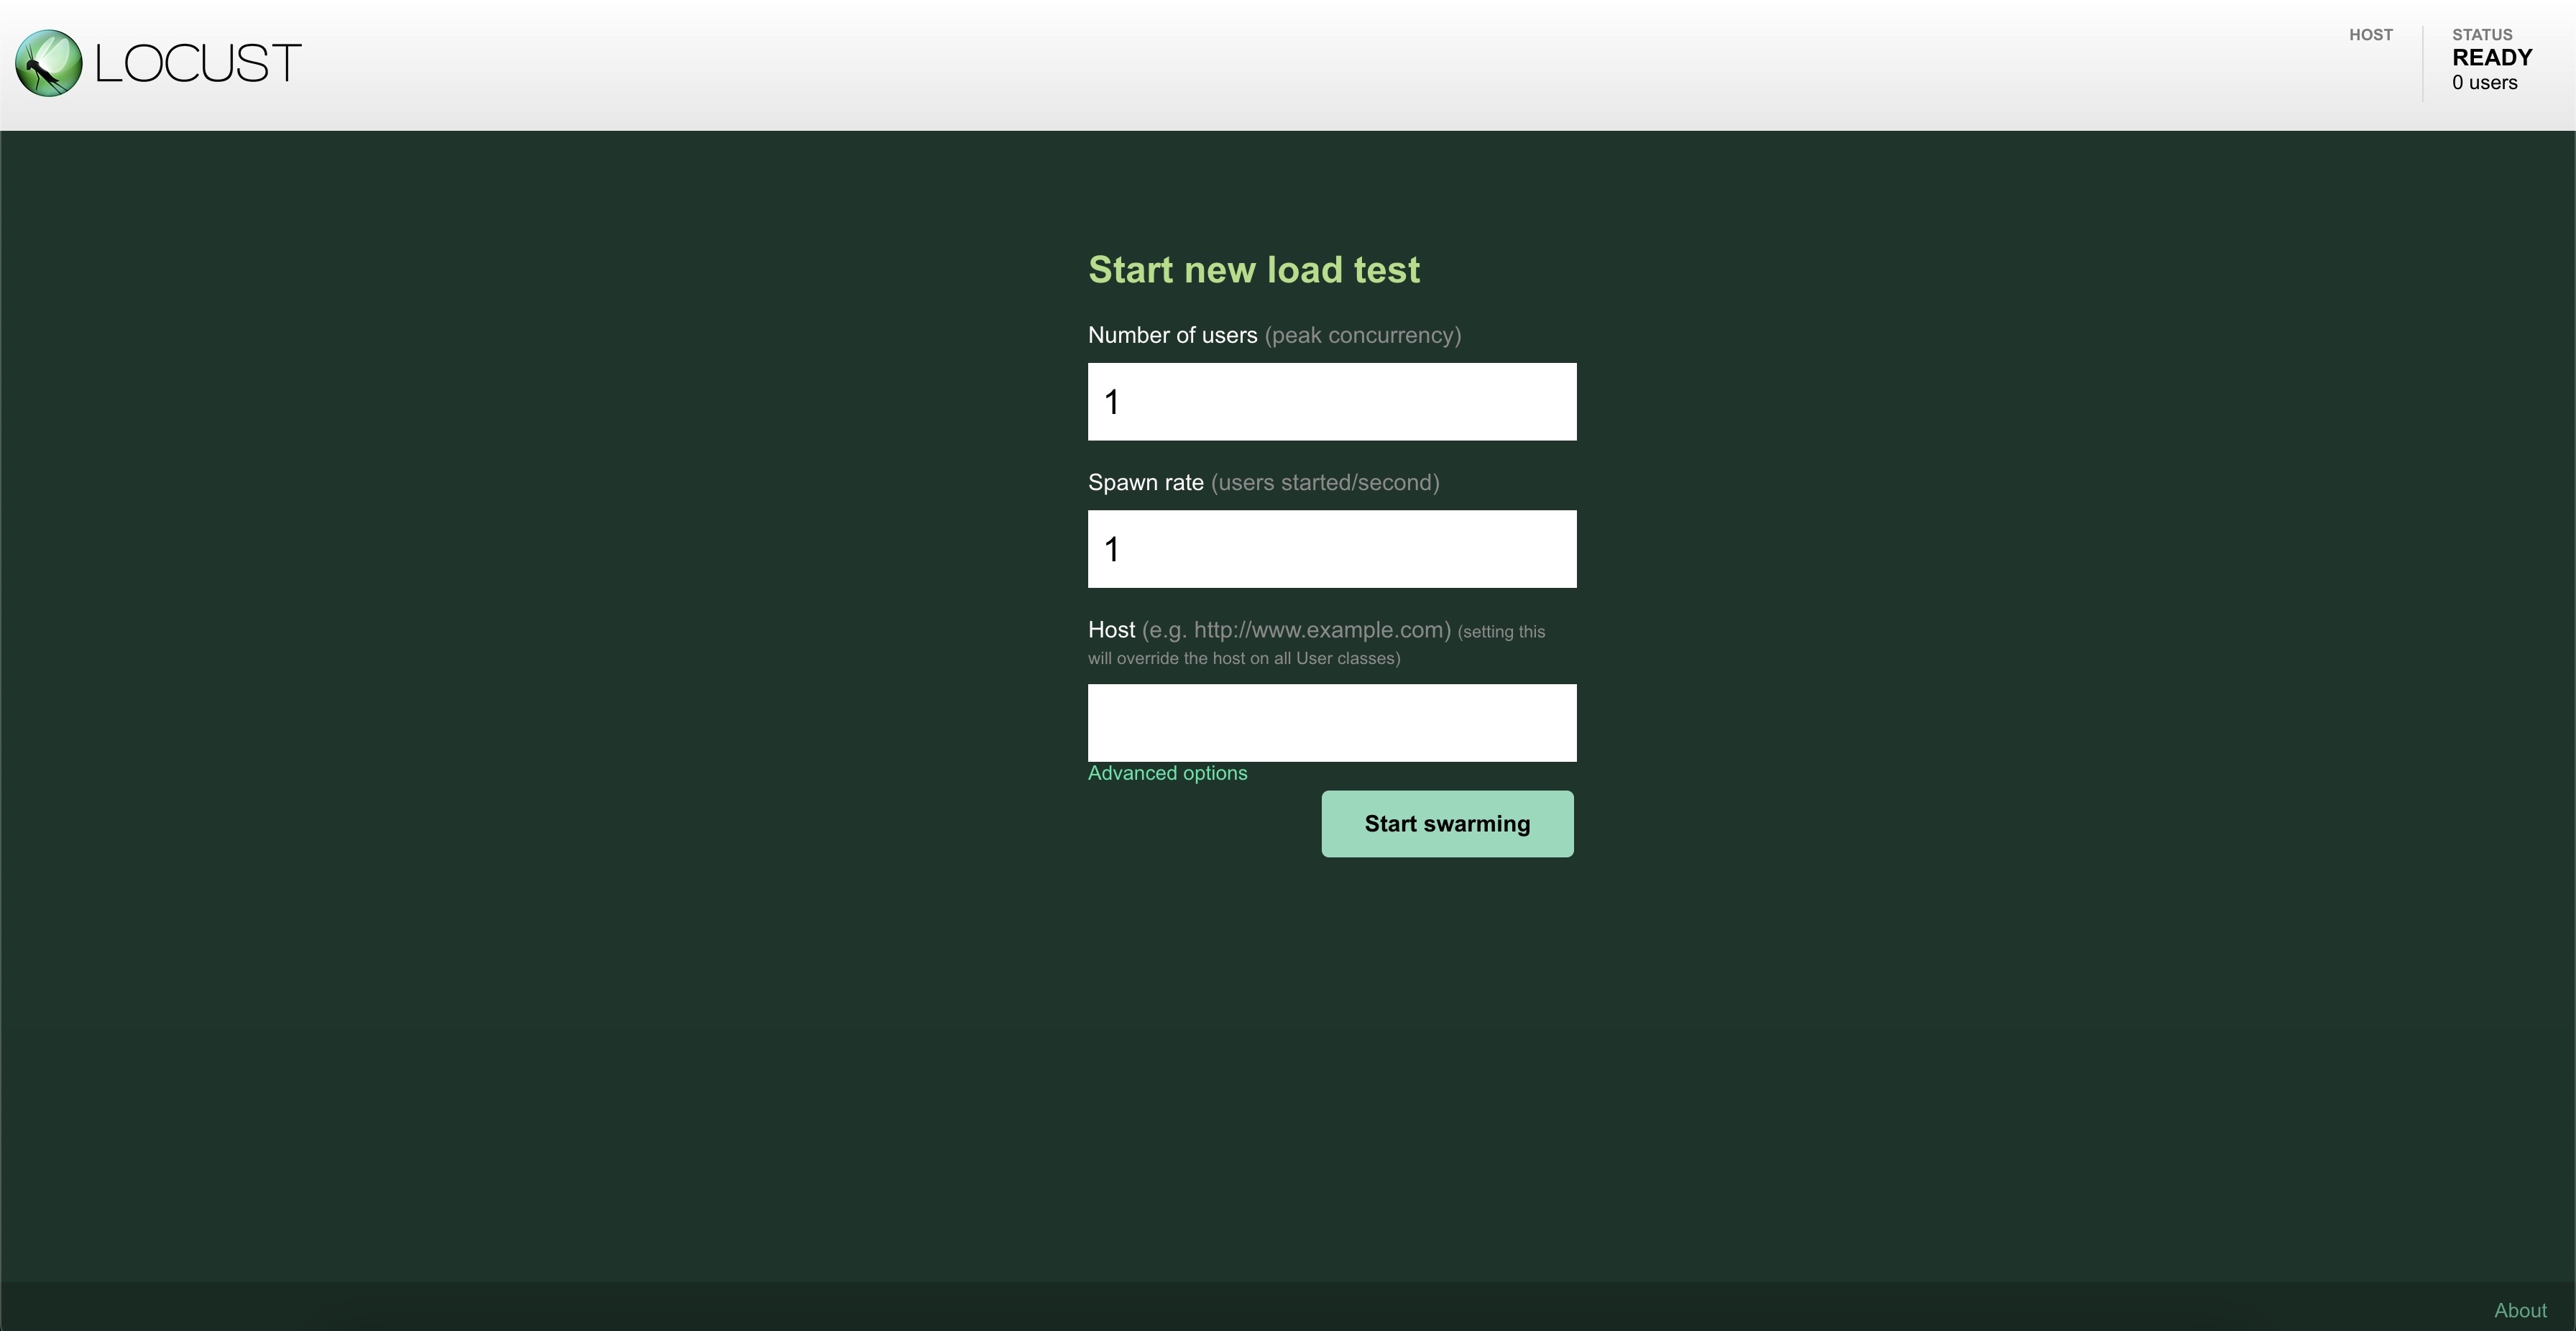 LOCUST
HOST
STATUS
READY
0 users
Start new load test
Number of users (peak concurrency)
1
Spawn rate (users started/second)
1
Host (e.g. http://www.example.com) (setting this
will override the host on all User classes)
Advanced options
Start swarming
About